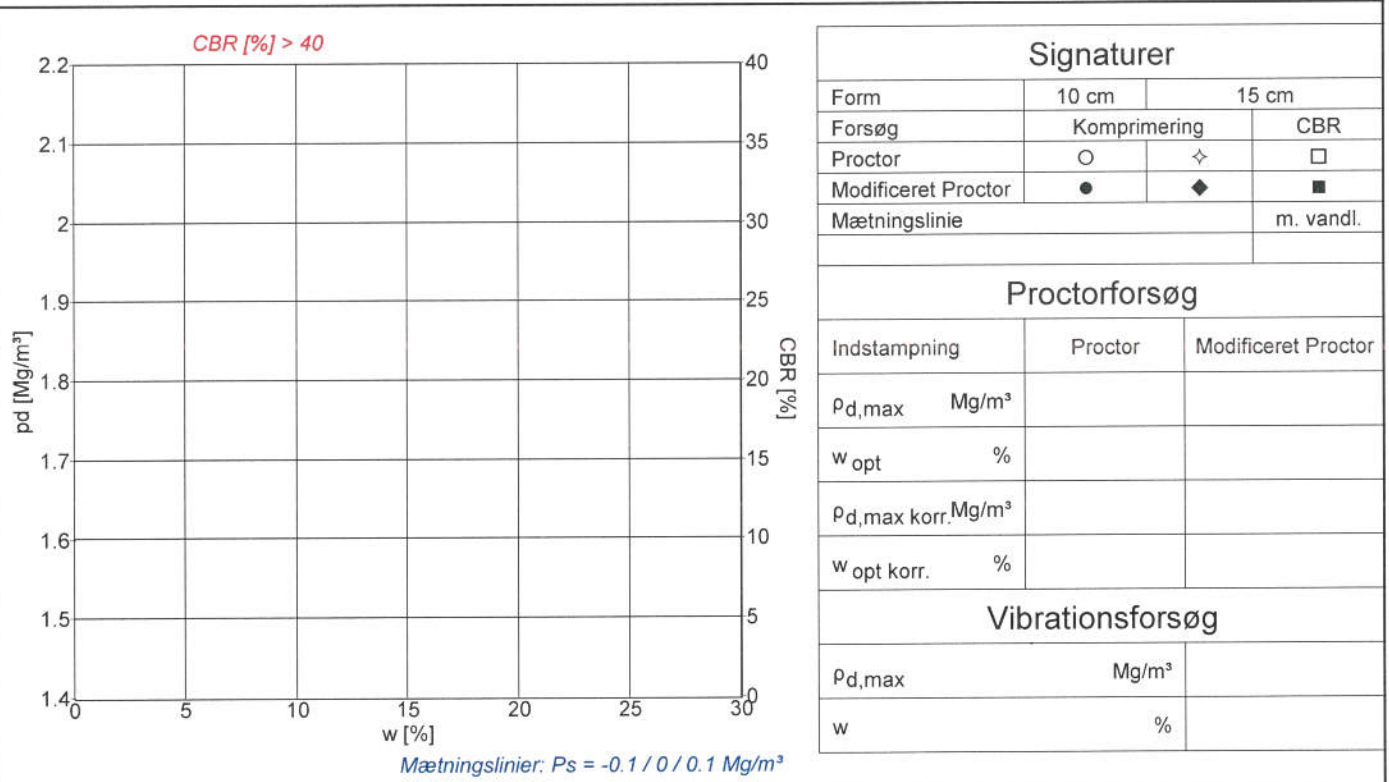 CBR [%] > 40
2.2
2.1
2
1.9
1.8
1.7
1.6
1.5
1.4
pd [Mg/m³]
40
35
30
25
20
15
10
5
0
CBR [%]
0 5 10 15 20 25 30
w [%]
Mætningslinier: Ps = -0.1 / 0 / 0.1 Mg/m³
Signaturer
Form 10 cm 15 cm
Forsøg Komprimering CBR
Proctor ○ ✧ □
Modificeret Proctor ● ◆ ■
Mætningslinie m. vandl.
Proctorforsøg
Indstampning Proctor Modificeret Proctor
ρd,max Mg/m³
w opt %
ρd,max korr. Mg/m³
w opt korr. %
Vibrationsforsøg
ρd,max Mg/m³
w %